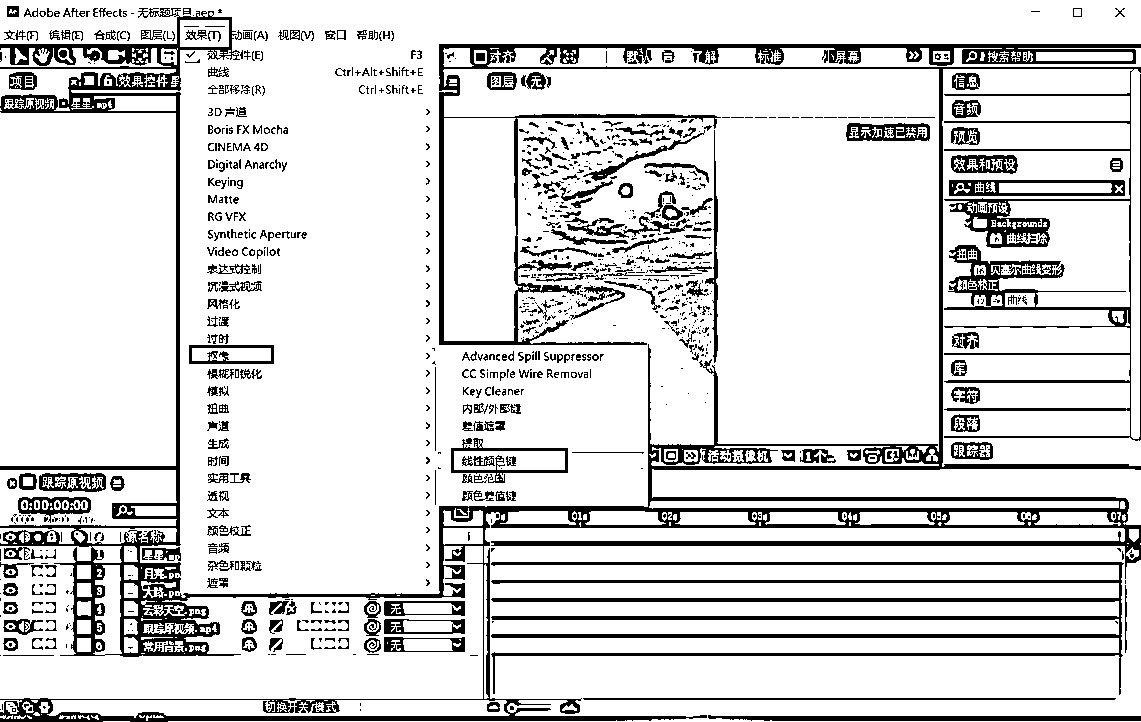 Adobe After Effects - 无标题项目.aep *
文件(F) 编辑(E) 合成(C) 图层(L) 效果(T) 动画(A) 视图(V) 窗口 帮助(H)
对齐 默认 了解 标准 小屏幕 搜索帮助
项目 效果控件 星
跟踪原视频 星星.mp4
效果控件(E) F3
曲线 Ctrl+Alt+Shift+E
全部移除(R) Ctrl+Shift+E
3D 声道
Boris FX Mocha
CINEMA 4D
Digital Anarchy
Keying
Matte
RG VFX
Synthetic Aperture
Video Copilot
表达式控制
沉浸式视频
风格化
过渡
过时
抠像
模糊和锐化
模拟
扭曲
声道
生成
时间
实用工具
透视
文本
颜色校正
音频
杂色和颗粒
遮罩
Advanced Spill Suppressor
CC Simple Wire Removal
Key Cleaner
内部/外部键
差值遮罩
提取
线性颜色键
颜色范围
颜色差值键
图层 (无)
显示加速已禁用
活动摄像机 1个
信息
音频
预览
效果和预设
曲线
动画预设
Backgrounds
曲线扫除
扭曲
贝塞尔曲线变形
颜色校正
曲线
对齐
库
字符
段落
跟踪器
跟踪原视频
0:00:00:00
# 源名称
01s 02s 03s 04s 05s 06s 07s
1 星星.mp
2 月亮.pn
3
4 云彩天空.png 无
5 跟踪原视频.mp4 无
6 常用背景.png 无
切换开关/模式